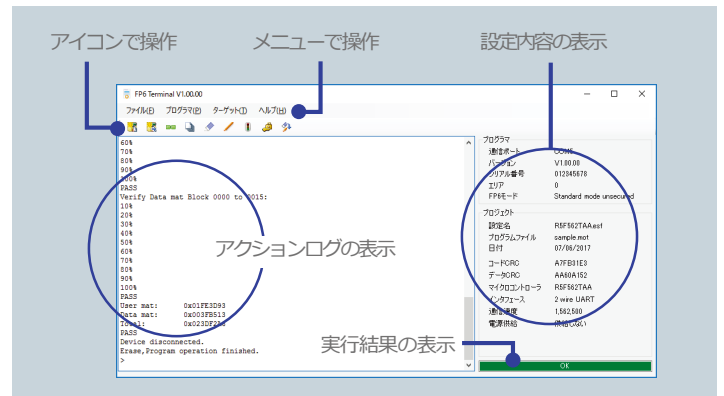 アイコンで操作
メニューで操作
設定内容の表示
FP6 Terminal V1.00.00
ファイル(F) プログラマ(P) ターゲット(T) ヘルプ(H)
60%
70%
80%
90%
100%
PASS
Verify Data mat Block 0000 to 0015:
10%
20%
30%
40%
50%
60%
70%
80%
90%
100%
PASS
User mat: 0x01FE3D93
Data mat: 0x003FB513
Total:
PASS
Device disconnected.
Erase,Program operation finished.
>
アクションログの表示
実行結果の表示
プログラマ
通信ポート COM5
バージョン V1.00.00
シリアル番号 012345678
エリア 0
FP6モード Standard mode unsecured
プロジェクト
設定名 R5F562TAA.esf
プログラムファイル sample.mot
日付 07/06/2017
コードCRC A7FB31E3
データCRC AA60A152
マイクロコントローラ R5F562TAA
インタフェース 2 wire UART
通信速度 1,562,500
電源供給 供給しない
OK